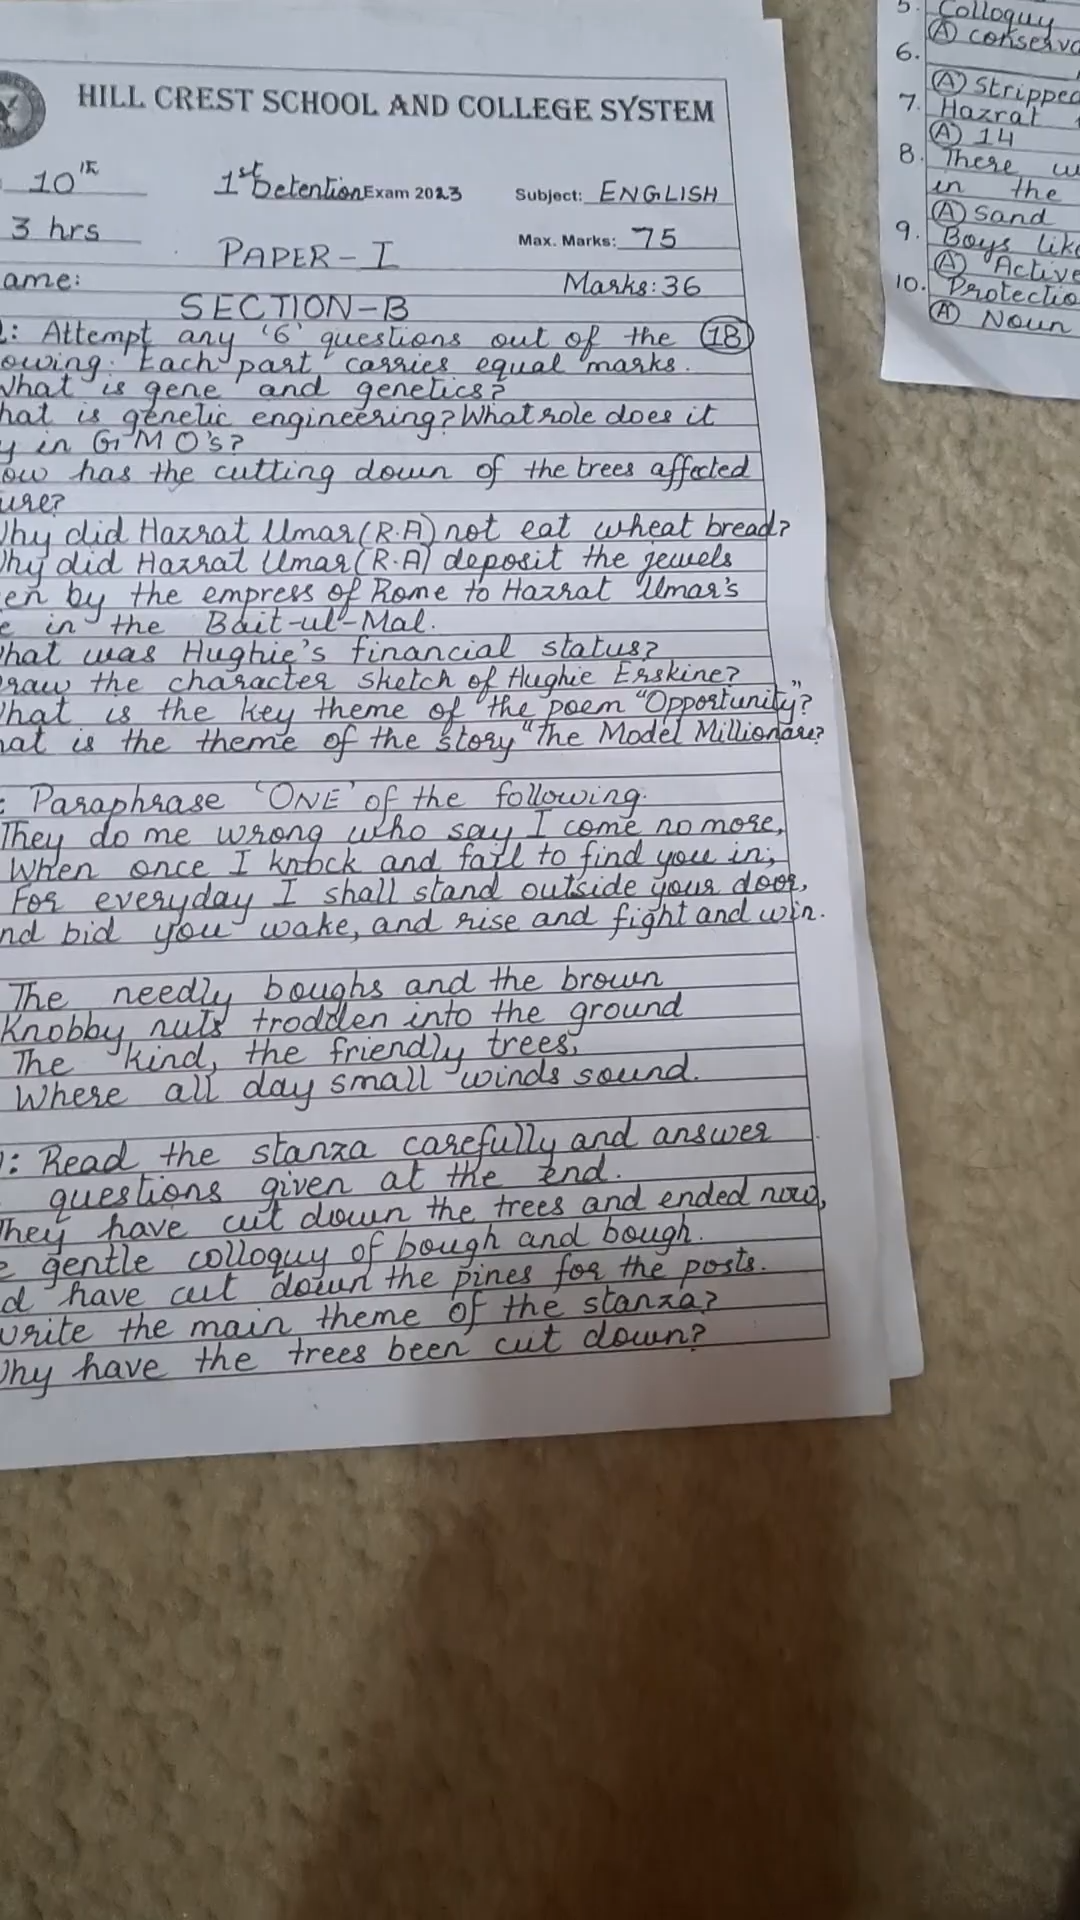 HILL CREST SCHOOL AND COLLEGE SYSTEM
10th 1st Detention Exam 2023 Subject: ENGLISH
3 hrs PAPER-I Max. Marks: 75
ame: Marks: 36
SECTION-B
: Attempt any '6' questions out of the 18
owing. Each part carries equal marks.
What is gene and genetics?
hat is genetic engineering? What role does it
y in GMO's?
ow has the cutting down of the trees affected
ure?
Why did Hazrat Umar(R.A) not eat wheat bread?
Why did Hazrat Umar(R.A) deposit the jewels
en by the empress of Rome to Hazrat Umar's
e in the Bait-ul-Mal.
What was Hughie's financial status?
raw the character sketch of Hughie Erskine?
What is the key theme of the poem "Opportunity"?
hat is the theme of the story "The Model Millionare?
: Paraphrase 'ONE' of the following.
They do me wrong who say I come no more,
When once I knock and fail to find you in;
For everyday I shall stand outside your door,
nd bid you wake, and rise and fight and win.
The needly boughs and the brown
Knobby nuts trodden into the ground
The kind, the friendly trees,
Where all day small winds sound.
: Read the stanza carefully and answer
questions given at the end.
They have cut down the trees and ended now,
e gentle colloquy of bough and bough.
d have cut down the pines for the posts.
write the main theme of the stanza?
Why have the trees been cut down?
5. Colloquy
(A) conserva
6.
(A) Stripped
7. Hazrat
(A) 14
8. There w
in the
(A) Sand
9. Boys like
(A) Active
10. Protectio
(A) Noun